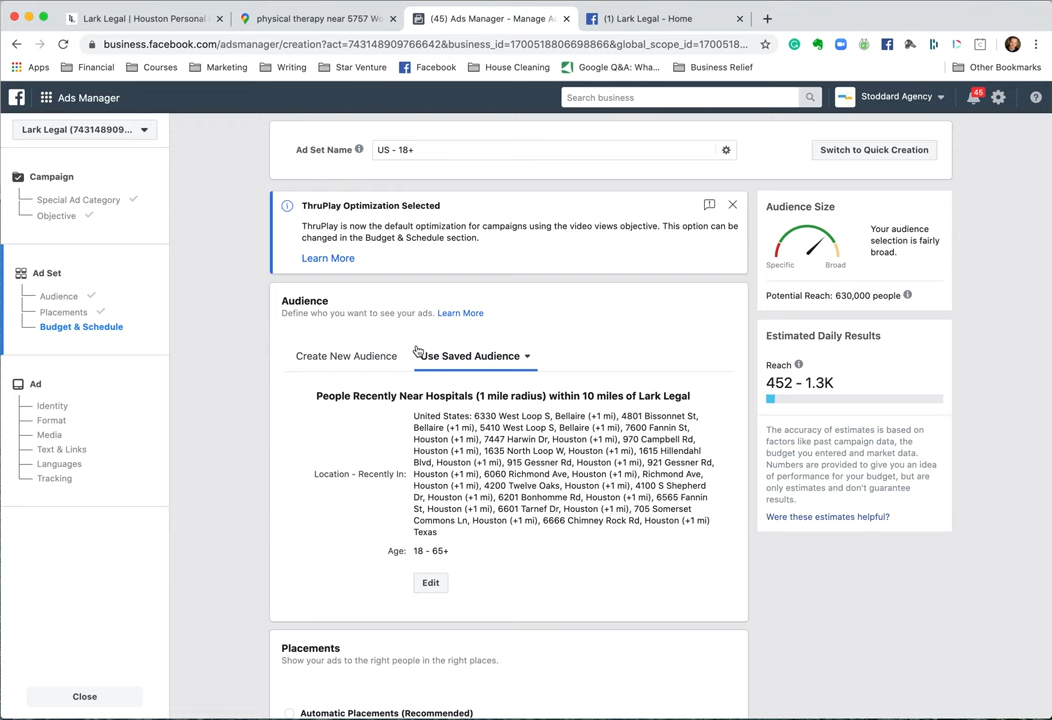 Lark Legal | Houston Personal
physical therapy near 5757 Wo
(45) Ads Manager - Manage Ad
(1) Lark Legal - Home
business.facebook.com/adsmanager/creation?act=743148909766642&business_id=1700518806698866&global_scope_id=1700518...
Apps
Financial
Courses
Marketing
Writing
Star Venture
Facebook
House Cleaning
Google Q&A: Wha...
Business Relief
Other Bookmarks
Ads Manager
Search business
Stoddard Agency
45
Lark Legal (743148909...
Campaign
Special Ad Category
Objective
Ad Set
Audience
Placements
Budget & Schedule
Ad
Identity
Format
Media
Text & Links
Languages
Tracking
Close
Ad Set Name
US - 18+
Switch to Quick Creation
ThruPlay Optimization Selected
ThruPlay is now the default optimization for campaigns using the video views objective. This option can be
changed in the Budget & Schedule section.
Learn More
Audience
Define who you want to see your ads. Learn More
Create New Audience
Use Saved Audience
People Recently Near Hospitals (1 mile radius) within 10 miles of Lark Legal
Location - Recently In:
United States: 6330 West Loop S, Bellaire (+1 mi), 4801 Bissonnet St,
Bellaire (+1 mi), 5410 West Loop S, Bellaire (+1 mi), 7600 Fannin St,
Houston (+1 mi), 7447 Harwin Dr, Houston (+1 mi), 970 Campbell Rd,
Houston (+1 mi), 1635 North Loop W, Houston (+1 mi), 1615 Hillendahl
Blvd, Houston (+1 mi), 915 Gessner Rd, Houston (+1 mi), 921 Gessner Rd,
Houston (+1 mi), 6060 Richmond Ave, Houston (+1 mi), Richmond Ave,
Houston (+1 mi), 4200 Twelve Oaks, Houston (+1 mi), 4100 S Shepherd
Dr, Houston (+1 mi), 6201 Bonhomme Rd, Houston (+1 mi), 6565 Fannin
St, Houston (+1 mi), 6601 Tarnef Dr, Houston (+1 mi), 705 Somerset
Commons Ln, Houston (+1 mi), 6666 Chimney Rock Rd, Houston (+1 mi)
Texas
Age: 18 - 65+
Edit
Placements
Show your ads to the right people in the right places.
Automatic Placements (Recommended)
Audience Size
Your audience
selection is fairly
broad.
Specific
Broad
Potential Reach: 630,000 people
Estimated Daily Results
Reach
452 - 1.3K
The accuracy of estimates is based on
factors like past campaign data, the
budget you entered and market data.
Numbers are provided to give you an idea
of performance for your budget, but are
only estimates and don't guarantee
results.
Were these estimates helpful?